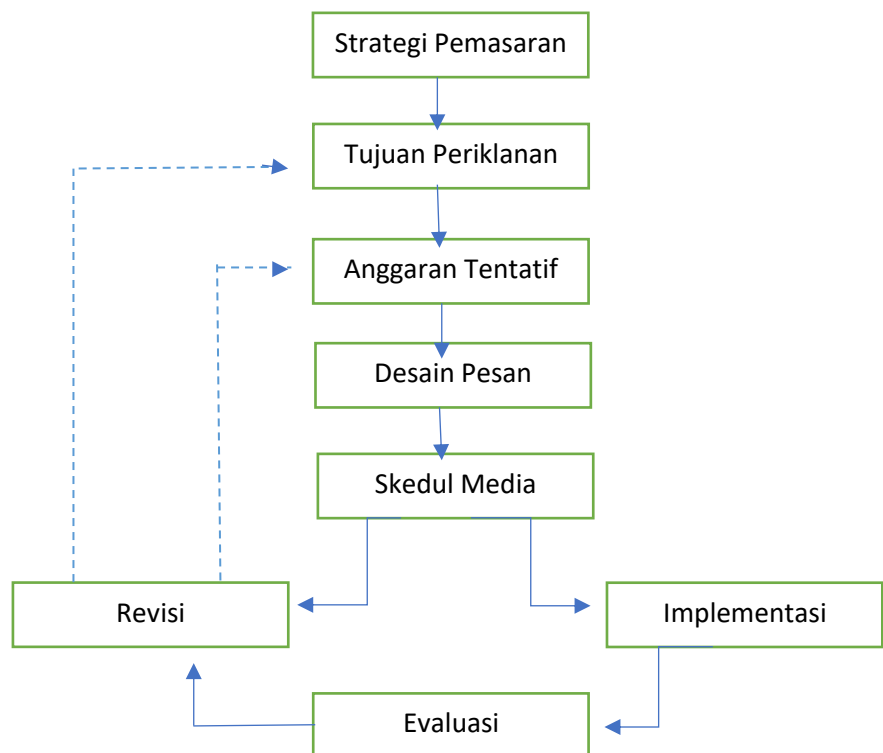 Strategi Pemasaran
Tujuan Periklanan
Anggaran Tentatif
Desain Pesan
Skedul Media
Revisi
Implementasi
Evaluasi